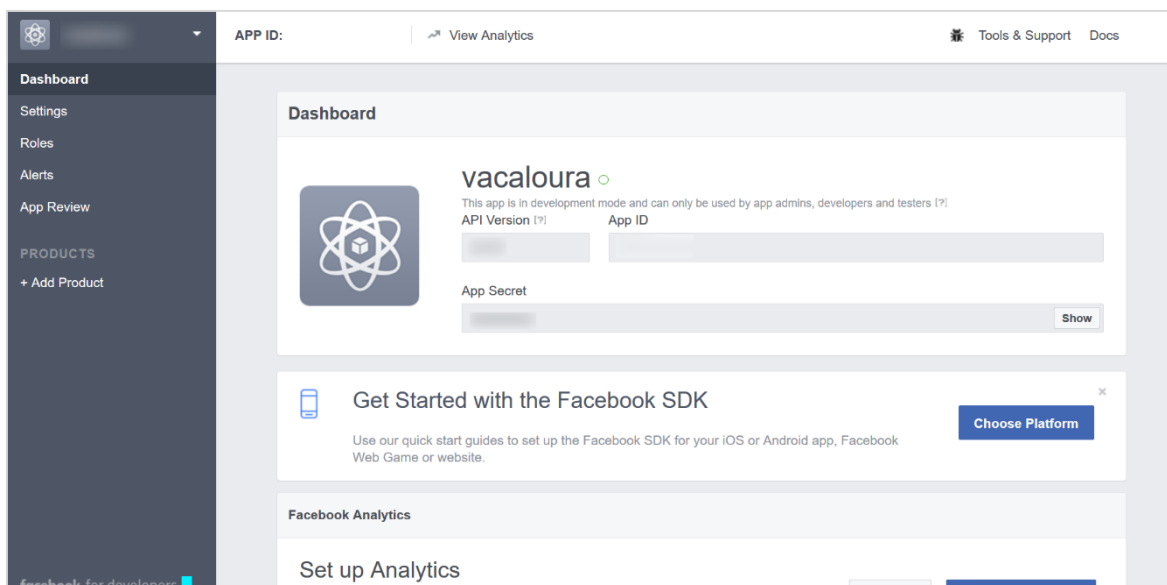 APP ID:
View Analytics
Tools & Support
Docs
Dashboard
Settings
Roles
Alerts
App Review
PRODUCTS
+ Add Product
Dashboard
vacaloura
This app is in development mode and can only be used by app admins, developers and testers [?]
API Version [?]
App ID
App Secret
Show
Get Started with the Facebook SDK
Use our quick start guides to set up the Facebook SDK for your iOS or Android app, Facebook
Web Game or website.
Choose Platform
Facebook Analytics
Set up Analytics
facebook for developers